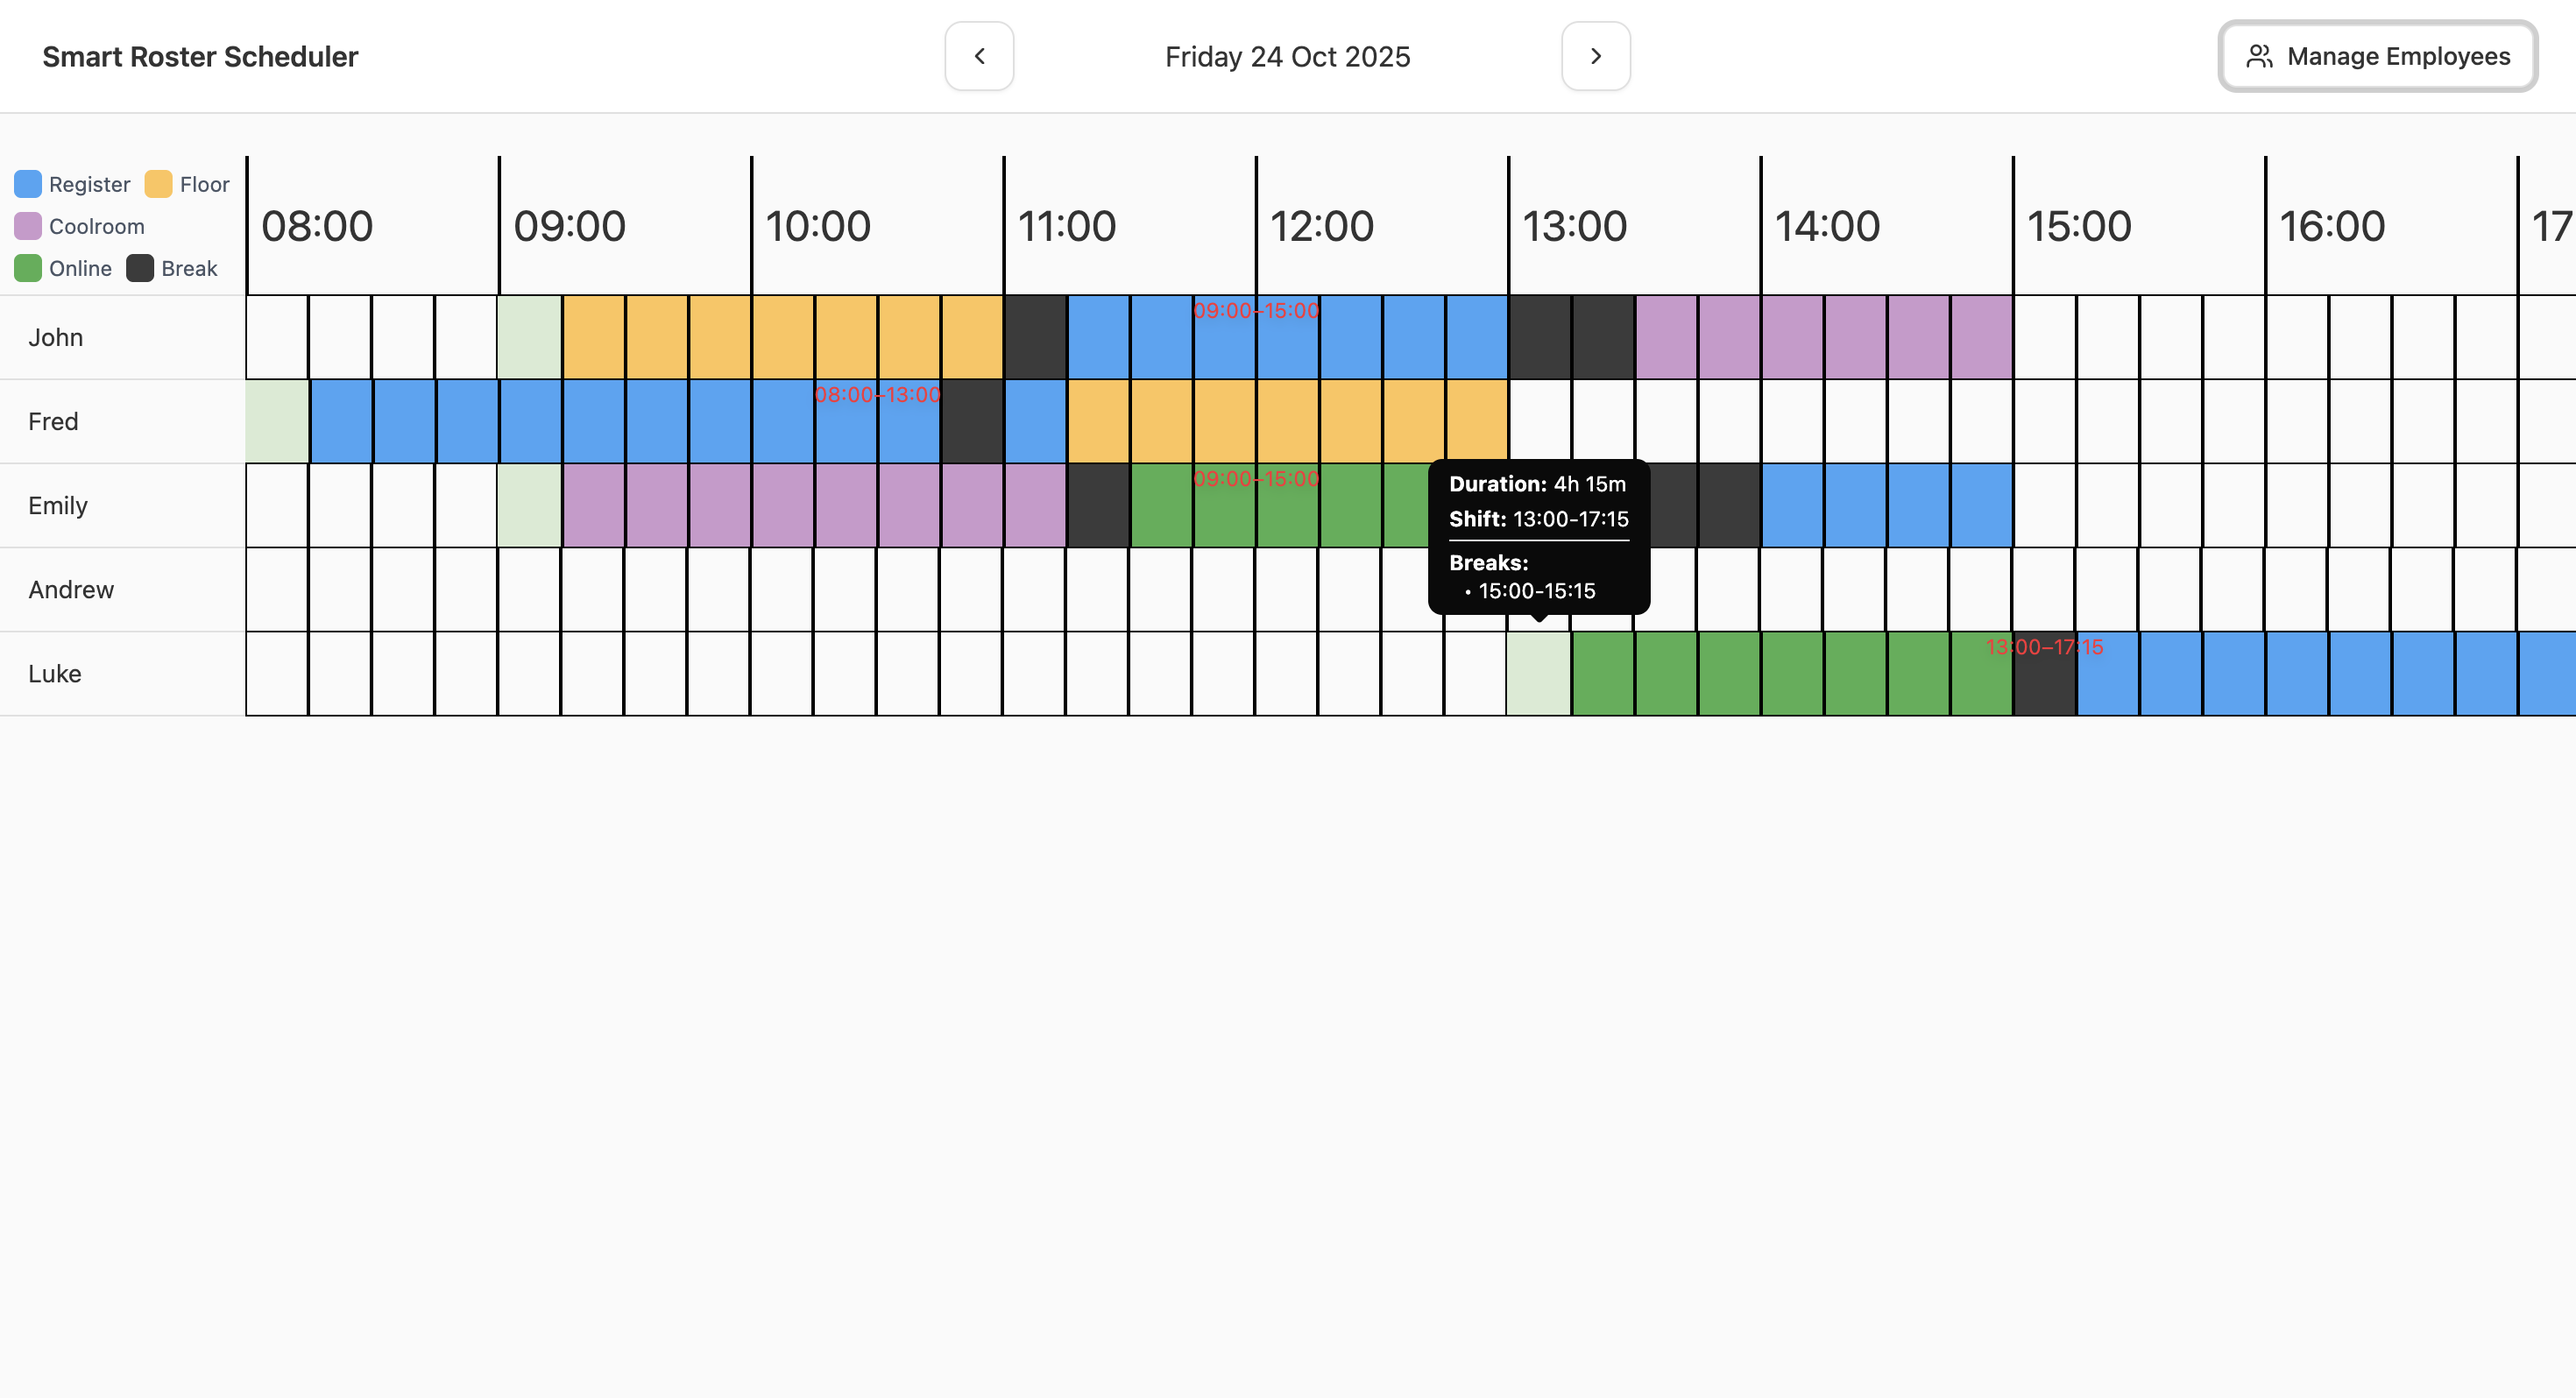 Smart Roster Scheduler
Friday 24 Oct 2025
Manage Employees
Register Floor
Coolroom
Online Break
08:00 09:00 10:00 11:00 12:00 13:00 14:00 15:00 16:00 17
John
09:00–15:00
Fred
08:00–13:00
Emily
09:00–15:00
Duration: 4h 15m
Shift: 13:00-17:15
Breaks:
• 15:00-15:15
Andrew
Luke
13:00–17:15